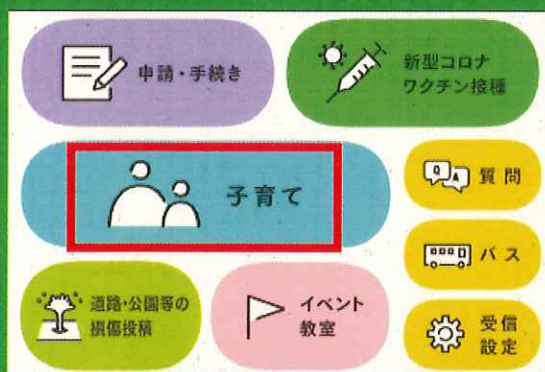 申請・手続き
新型コロナ
ワクチン接種
子育て
Q A
質問
バス
道路・公園等の
損傷投稿
イベント
教室
受信
設定